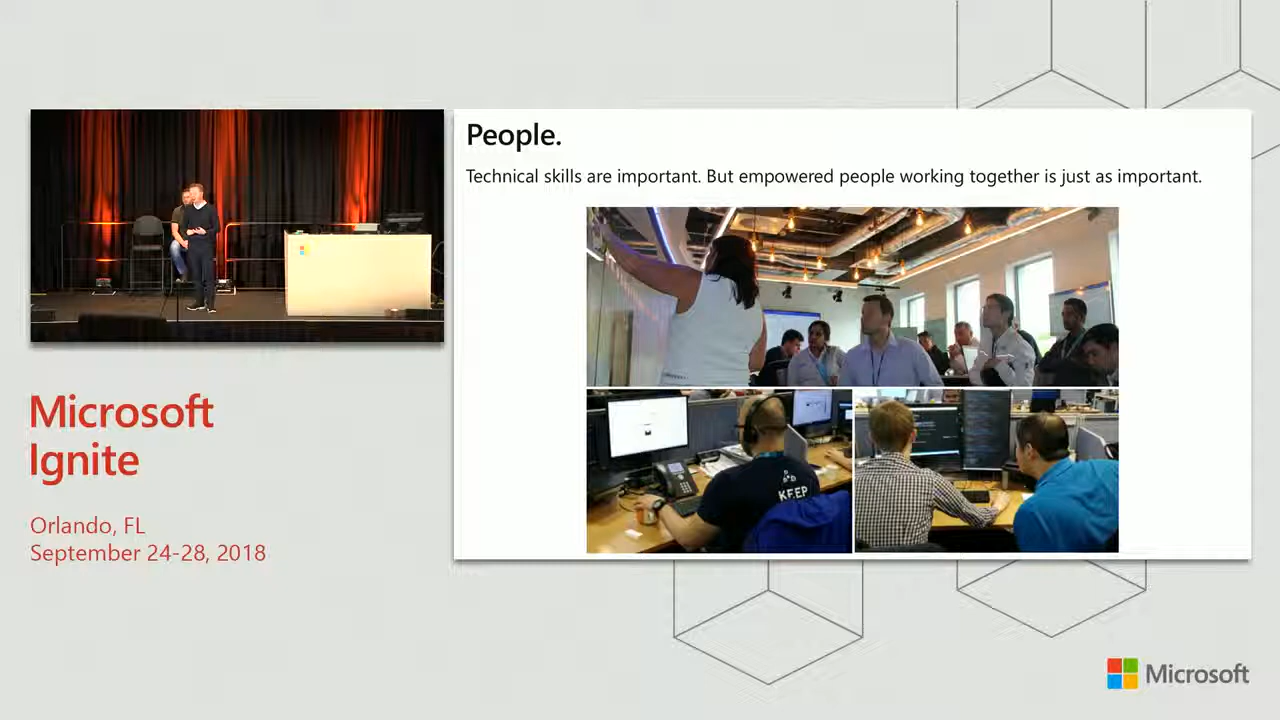 People.
Technical skills are important. But empowered people working together is just as important.
KEEP
Microsoft
Ignite
Orlando, FL
September 24-28, 2018
Microsoft